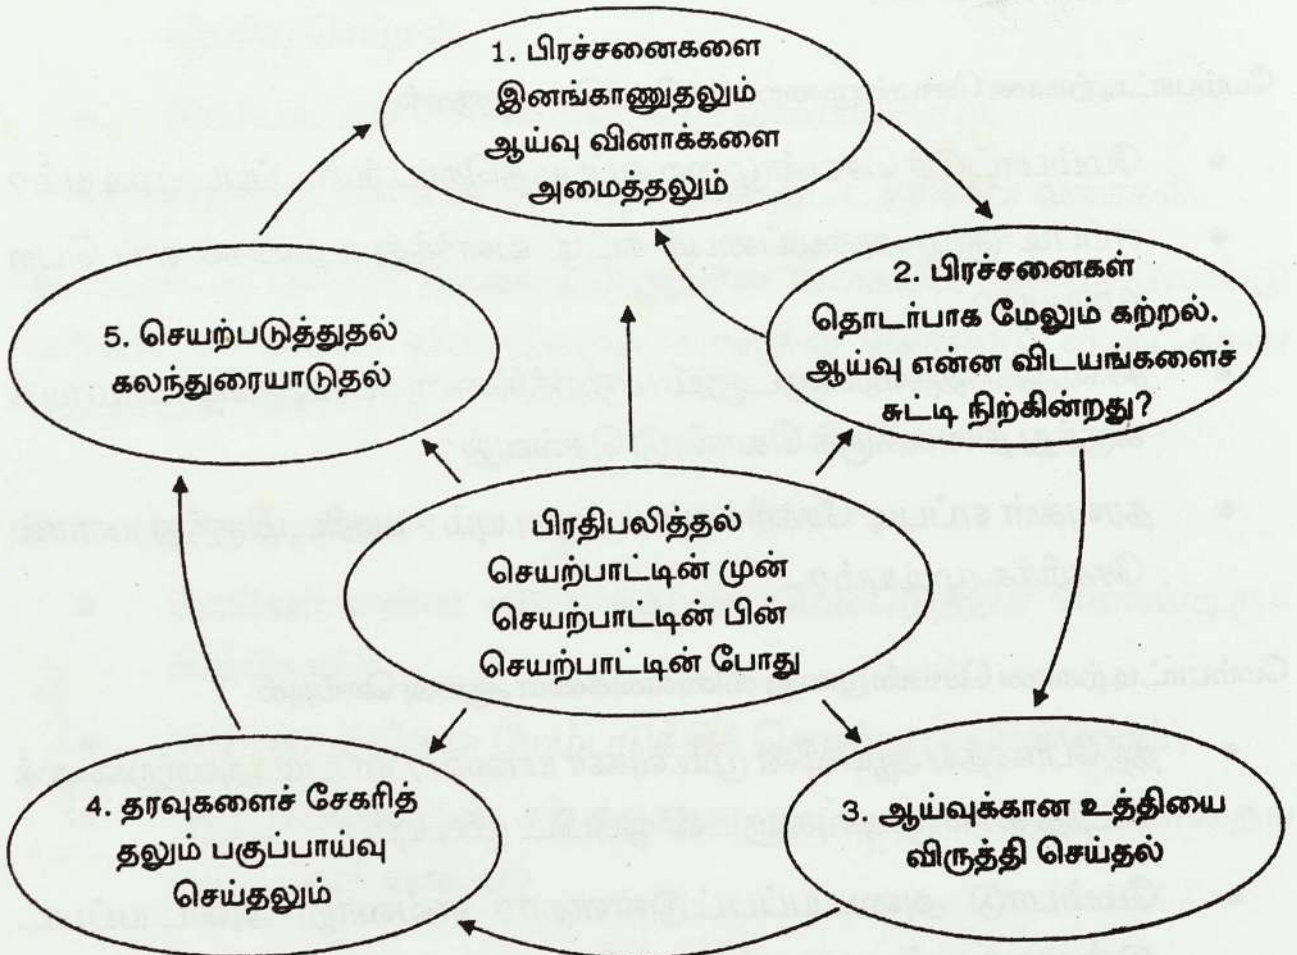 1. பிரச்சனைகளை
இனங்காணுதலும்
ஆய்வு வினாக்களை
அமைத்தலும்
2. பிரச்சனைகள்
தொடர்பாக மேலும் கற்றல்.
ஆய்வு என்ன விடயங்களைச்
சுட்டி நிற்கின்றது?
5. செயற்படுத்துதல்
கலந்துரையாடுதல்
பிரதிபலித்தல்
செயற்பாட்டின் முன்
செயற்பாட்டின் பின்
செயற்பாட்டின் போது
4. தரவுகளைச் சேகரித்
தலும் பகுப்பாய்வு
செய்தலும்
3. ஆய்வுக்கான உத்தியை
விருத்தி செய்தல்